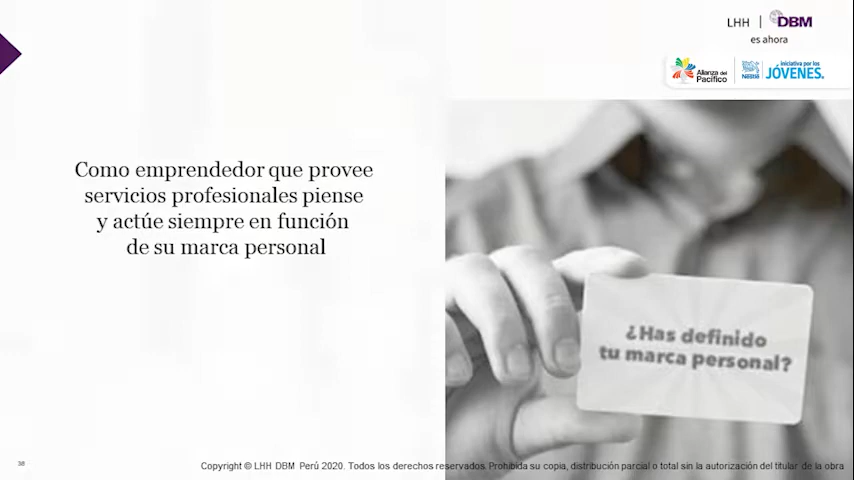 LHH | DBM
es ahora
Alianza del
Pacífico
Nestlé
iniciativa por los
JÓVENES.
Como emprendedor que provee
servicios profesionales piense
y actúe siempre en función
de su marca personal
¿Has definido
tu marca personal?
38
Copyright © LHH DBM Perú 2020. Todos los derechos reservados. Prohibida su copia, distribución parcial o total sin la autorización del titular de la obra